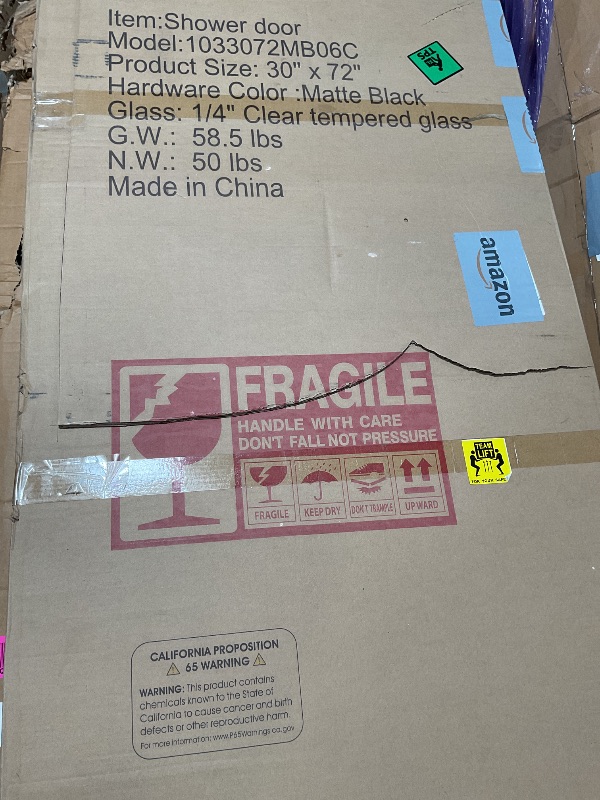 Item:Shower door
Model:1033072MB06C
Product Size: 30" x 72"
Hardware Color :Matte Black
Glass: 1/4" Clear tempered glass
G.W.: 58.5 lbs
N.W.: 50 lbs
Made in China
amazon
FRAGILE
HANDLE WITH CARE
DON'T FALL NOT PRESSURE
TEAM
LIFT
FOR YOUR SAFETY
FRAGILE
KEEP DRY
DON'T TRAMPLE
UPWARD
CALIFORNIA PROPOSITION
65 WARNING
WARNING: This product contains
chemicals known to the State of
California to cause cancer and birth
defects or other reproductive harm.
For more information: www.P65Warnings.ca.gov